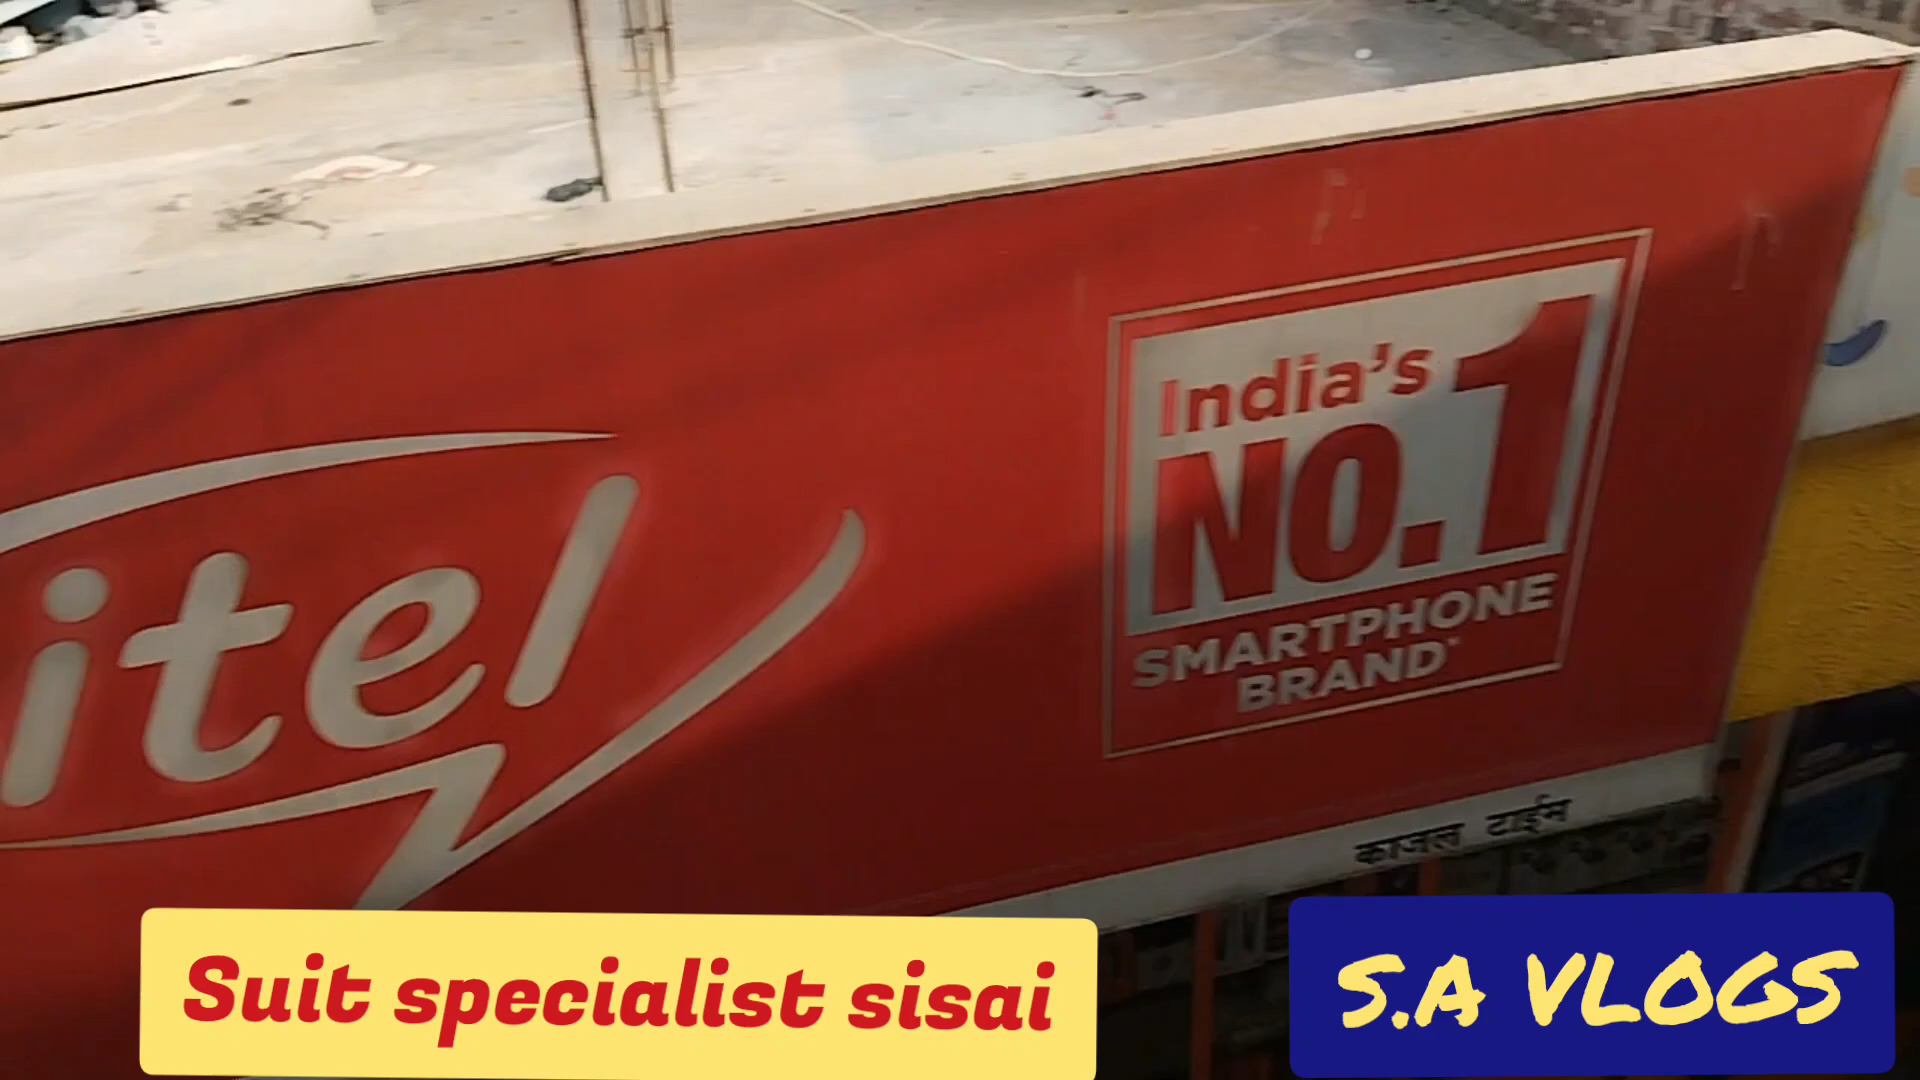 itel
India's
NO.1
SMARTPHONE
BRAND
काजल टाईम
Suit specialist sisai
S.A VLOGS